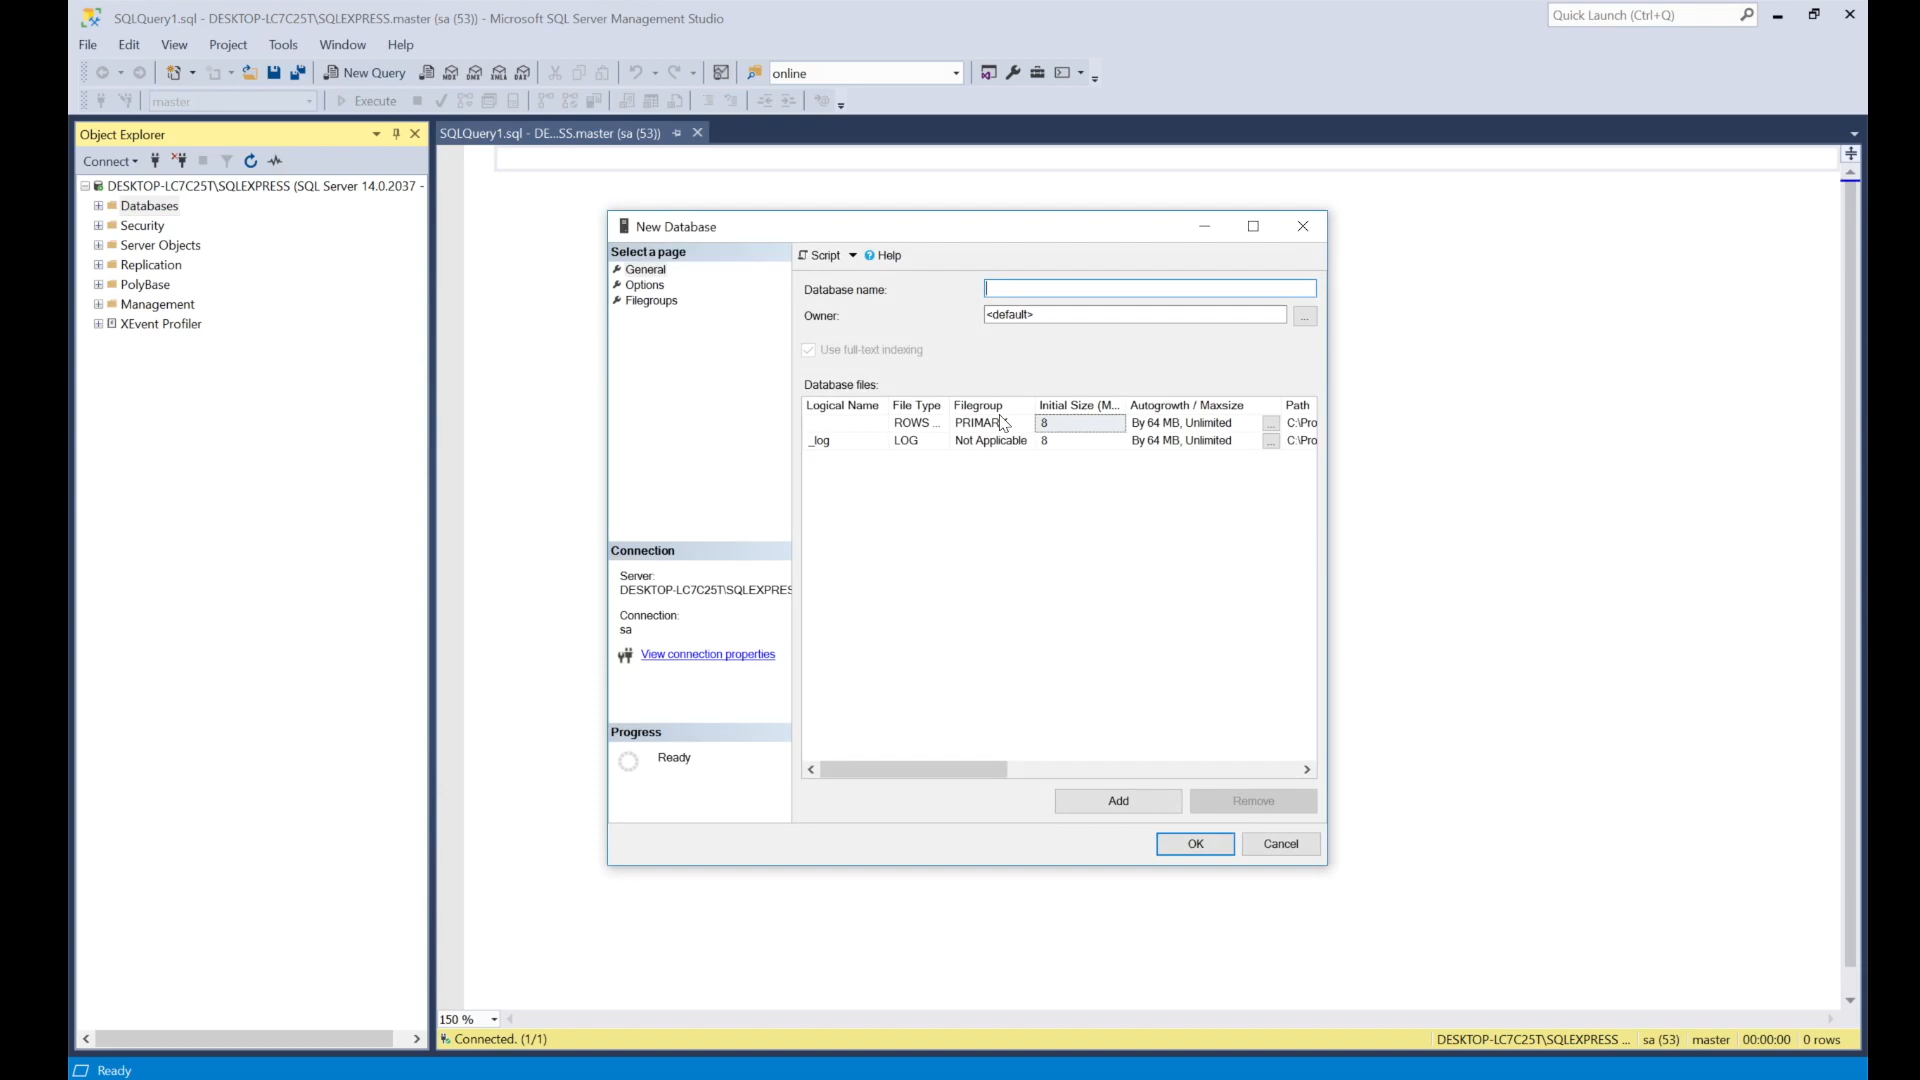 SQLQuery1.sql - DESKTOP-LC7C25T\SQLEXPRESS.master (sa (53)) - Microsoft SQL Server Management Studio
Quick Launch (Ctrl+Q)
File Edit View Project Tools Window Help
New Query MDX DMX XMLA DAX online
master Execute
Object Explorer
SQLQuery1.sql - DE...SS.master (sa (53))
Connect
DESKTOP-LC7C25T\SQLEXPRESS (SQL Server 14.0.2037 -
Databases
Security
Server Objects
Replication
PolyBase
Management
XEvent Profiler
New Database
Select a page
General
Options
Filegroups
Script Help
Database name:
Owner: <default> ...
Use full-text indexing
Database files:
Logical Name File Type Filegroup Initial Size (M... Autogrowth / Maxsize Path
ROWS ... PRIMARY 8 By 64 MB, Unlimited ... C:\Pro
_log LOG Not Applicable 8 By 64 MB, Unlimited ... C:\Pro
Connection
Server:
DESKTOP-LC7C25T\SQLEXPRES
Connection:
sa
View connection properties
Progress
Ready
Add Remove
OK Cancel
150 %
Connected. (1/1) DESKTOP-LC7C25T\SQLEXPRESS ... sa (53) master 00:00:00 0 rows
Ready